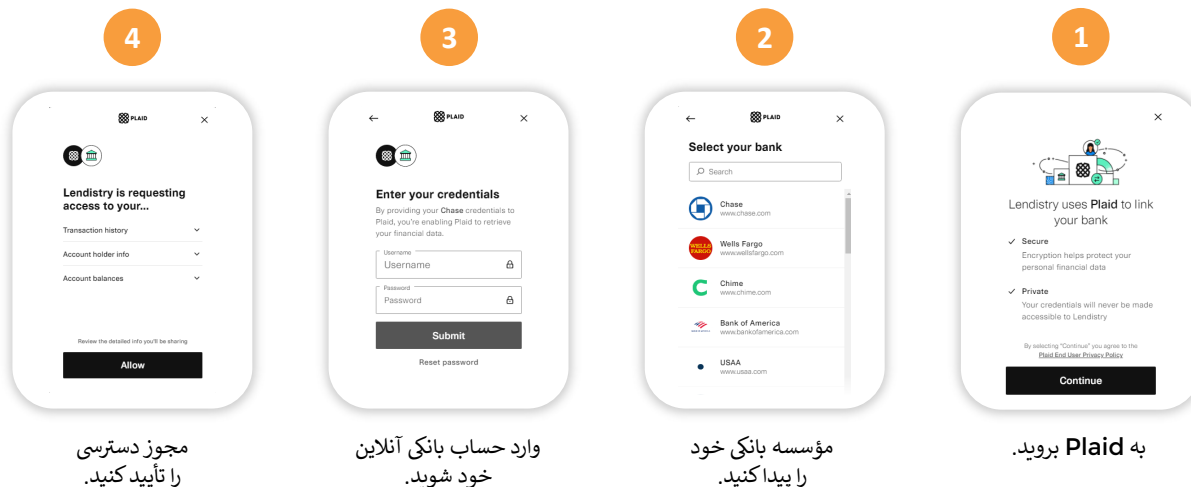 1
Lendistry uses Plaid to link
your bank
Secure
Encryption helps protect your
personal financial data
Private
Your credentials will never be made
accessible to Lendistry
By selecting "Continue" you agree to the
Plaid End User Privacy Policy
Continue
به Plaid بروید.
2
PLAID
Select your bank
Search
Chase
www.chase.com
WELLS
FARGO
Wells Fargo
www.wellsfargo.com
Chime
www.chime.com
Bank of America
www.bankofamerica.com
USAA
www.usaa.com
مؤسسه بانکی خود
را پیدا کنید.
3
PLAID
Enter your credentials
By providing your Chase credentials to
Plaid, you're enabling Plaid to retrieve
your financial data.
Username
Username
Password
Password
Submit
Reset password
وارد حساب بانکی آنلاین
خود شوید.
4
PLAID
Lendistry is requesting
access to your...
Transaction history
Account holder info
Account balances
Review the detailed info you'll be sharing
Allow
مجوز دسترسی
را تأیید کنید.